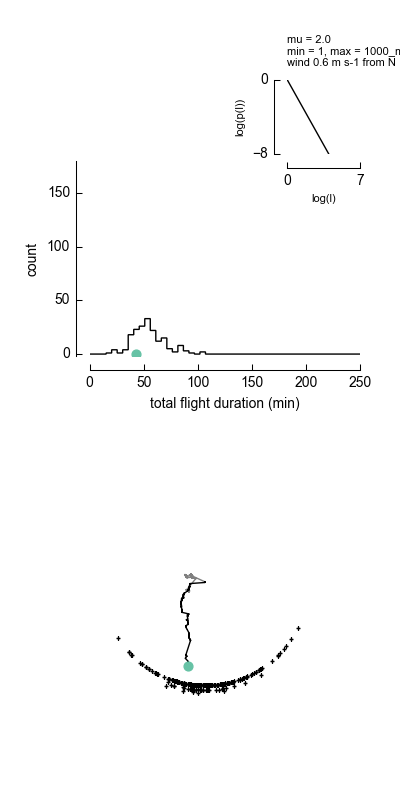 mu = 2.0
min = 1, max = 1000_m
wind 0.6 m s-1 from N
0
log(p(l))
−8
0 7
log(l)
150
100
count
50
0
0 50 100 150 200 250
total flight duration (min)